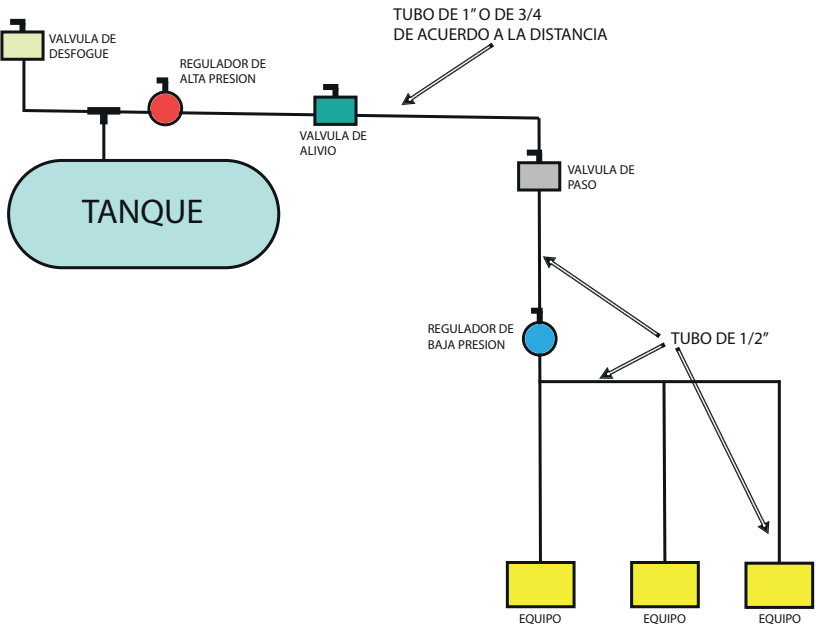 TUBO DE 1" O DE 3/4
DE ACUERDO A LA DISTANCIA
VALVULA DE
DESFOGUE
REGULADOR DE
ALTA PRESION
VALVULA DE
ALIVIO
VALVULA DE
PASO
TANQUE
REGULADOR DE
BAJA PRESION
TUBO DE 1/2"
EQUIPO
EQUIPO
EQUIPO